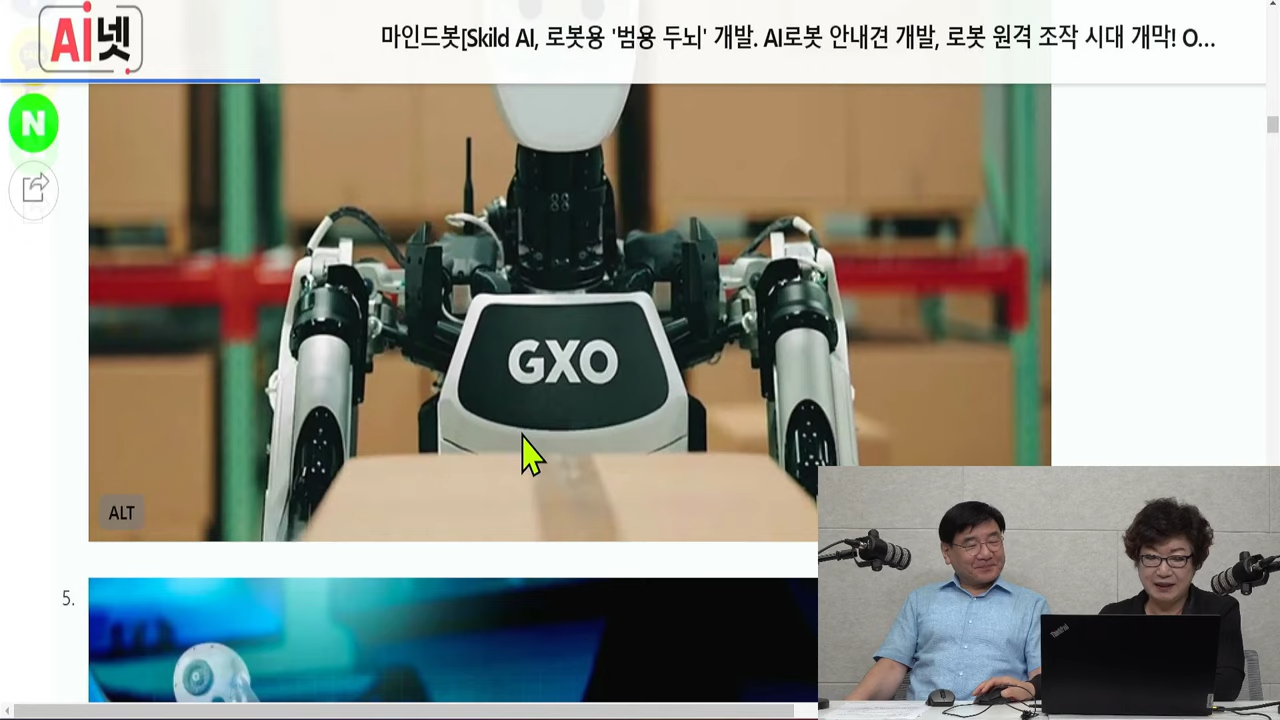 Ai넷
마인드봇[Skild AI, 로봇용 '범용 두뇌' 개발. AI로봇 안내견 개발, 로봇 원격 조작 시대 개막! O...
N
GXO
ALT
5.
ThinkPad